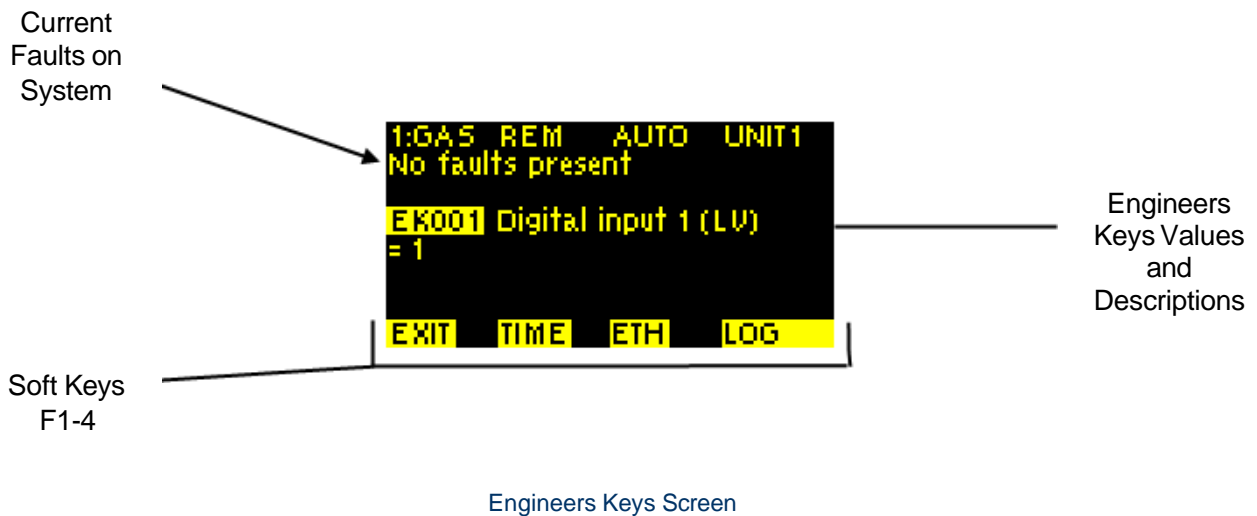 Current
Faults on
System
1:GAS REM AUTO UNIT1
No faults present
EK001 Digital input 1 (LV)
= 1
EXIT TIME ETH LOG
Engineers
Keys Values
and
Descriptions
Soft Keys
F1-4
Engineers Keys Screen